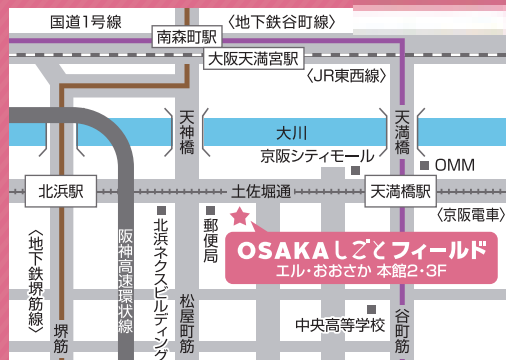 国道1号線
〈地下鉄谷町線〉
南森町駅
大阪天満宮駅
〈JR東西線〉
天神橋
大川
天満橋
京阪シティモール
OMM
北浜駅
土佐堀通
天満橋駅
〈京阪電車〉
〈地下鉄堺筋線〉
阪神高速環状線
北浜ネクスビルディング
郵便局
OSAKAしごとフィールド
エル・おおさか 本館2・3F
堺筋
松屋町筋
中央高等学校
谷町筋